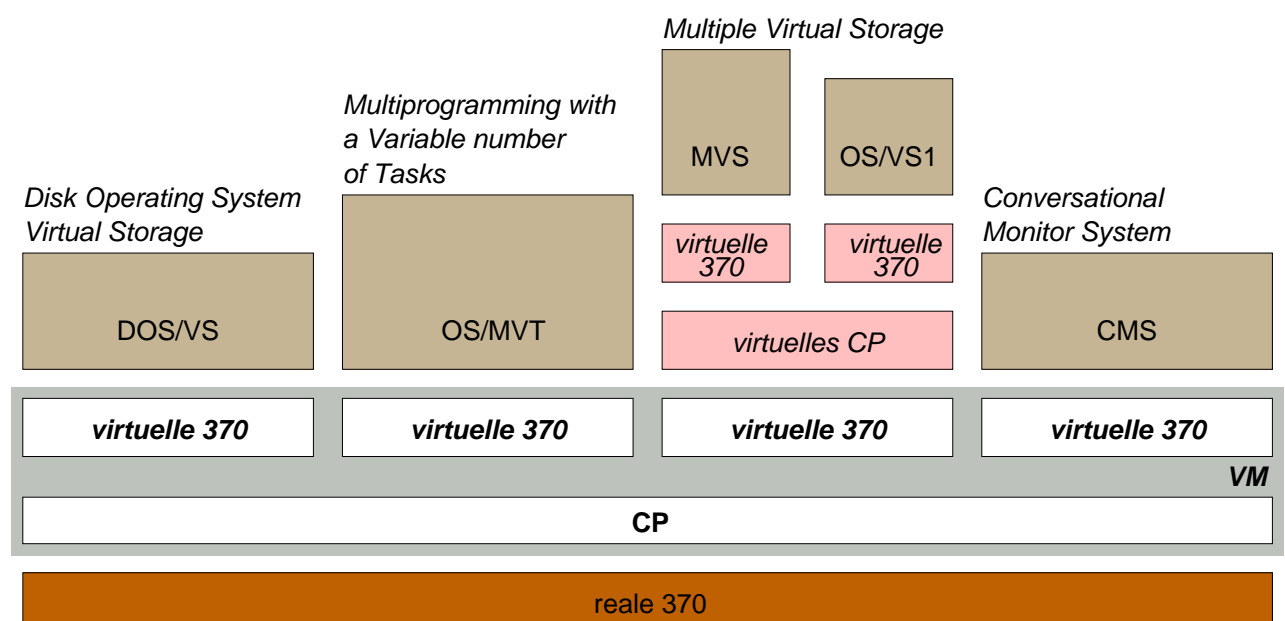 Multiple Virtual Storage
Multiprogramming with
a Variable number
of Tasks
MVS
OS/VS1
Disk Operating System
Virtual Storage
Conversational
Monitor System
virtuelle
370
virtuelle
370
DOS/VS
OS/MVT
virtuelles CP
CMS
virtuelle 370
virtuelle 370
virtuelle 370
virtuelle 370
VM
CP
reale 370